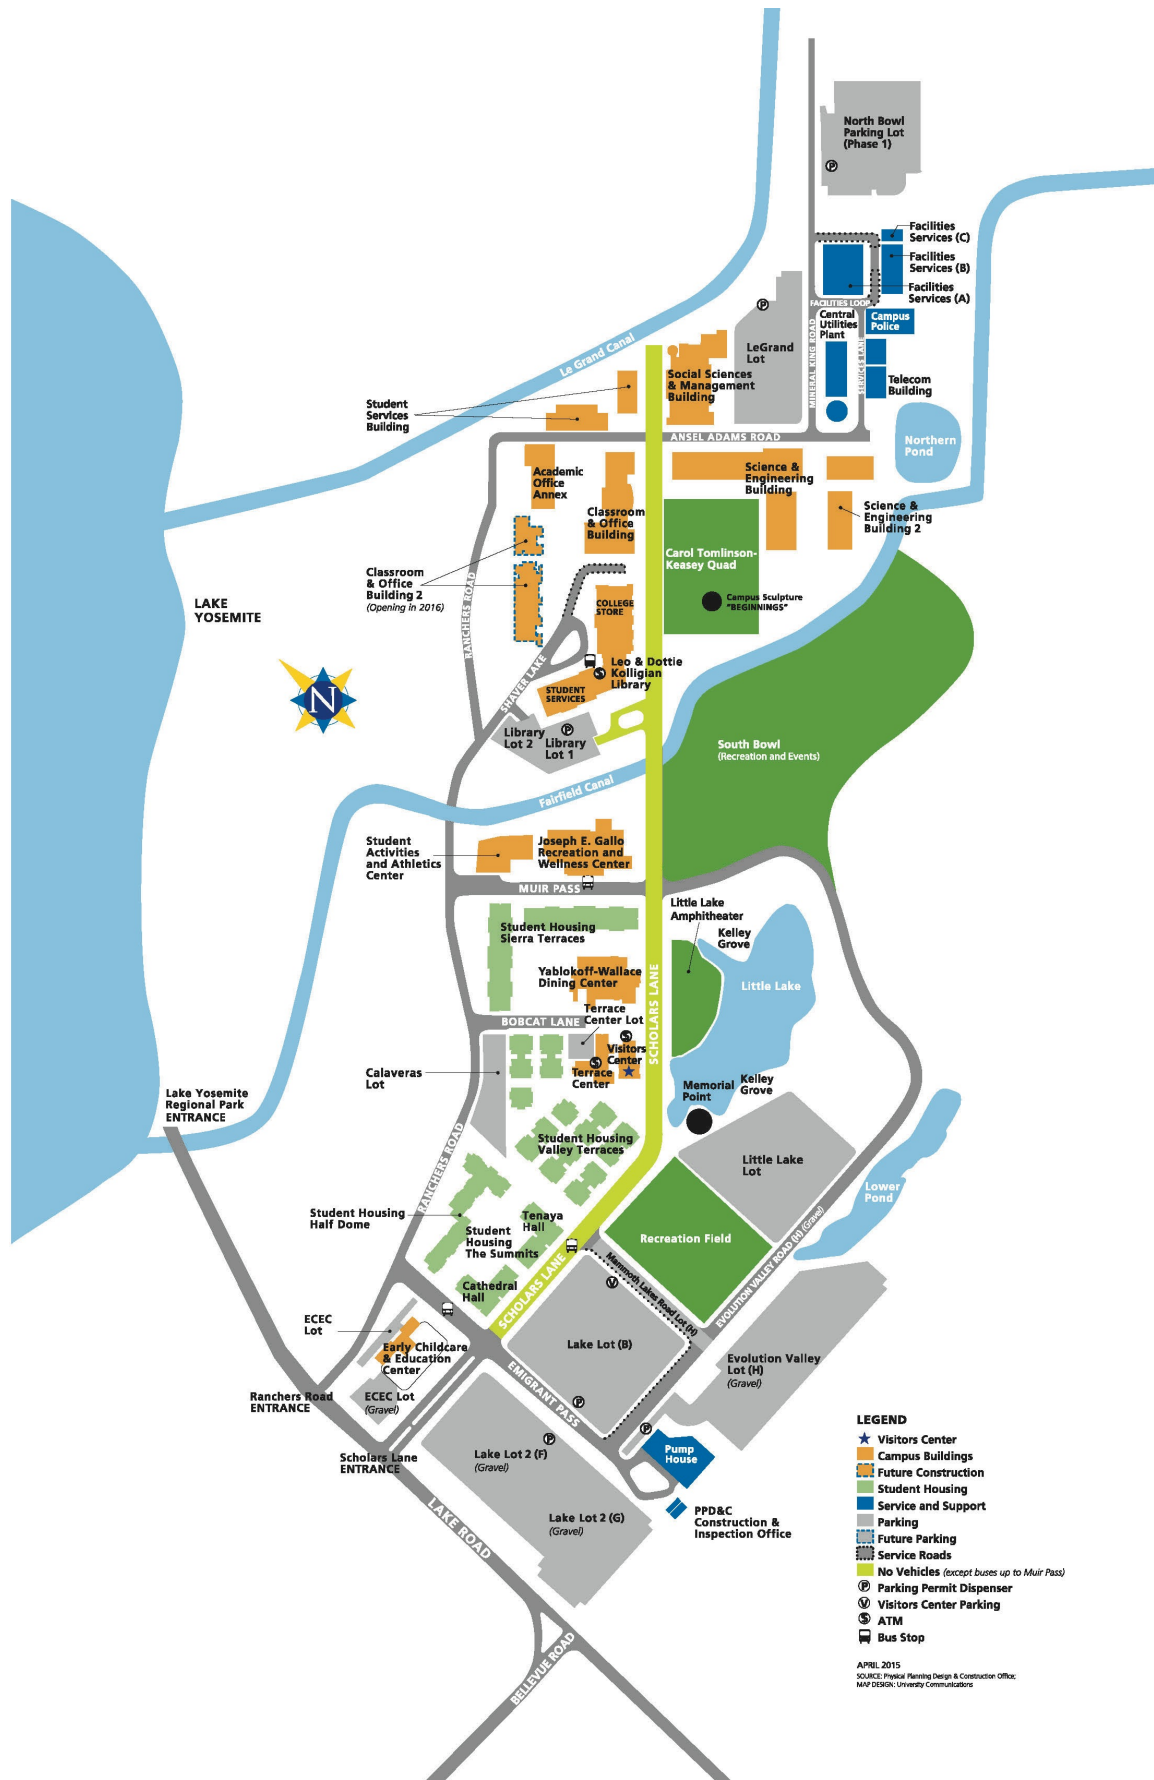 North Bowl
Parking Lot
(Phase 1)
P
Facilities
Services (C)
Facilities
Services (B)
Facilities
Services (A)
FACILITIES LOOP
Central
Utilities
Plant
Campus
Police
MINERAL KING ROAD
SERVICES LANE
Telecom
Building
P
LeGrand
Lot
Le Grand Canal
Social Sciences
& Management
Building
Student
Services
Building
ANSEL ADAMS ROAD
Northern
Pond
Academic
Office
Annex
Science &
Engineering
Building
Classroom
& Office
Building
Science &
Engineering
Building 2
Carol Tomlinson-
Keasey Quad
Classroom
& Office
Building 2
(Opening in 2016)
Campus Sculpture
"BEGINNINGS"
COLLEGE
STORE
LAKE
YOSEMITE
RANCHERS ROAD
N
SHAVER LAKE
Leo & Dottie
Kolligian
Library
S
STUDENT
SERVICES
Library
Lot 2
P
Library
Lot 1
South Bowl
(Recreation and Events)
Fairfield Canal
Student
Activities
and Athletics
Center
Joseph E. Gallo
Recreation and
Wellness Center
MUIR PASS
Little Lake
Amphitheater
Kelley
Grove
Student Housing
Sierra Terraces
Yablokoff-Wallace
Dining Center
Little Lake
SCHOLARS LANE
Terrace
Center Lot
BOBCAT LANE
S
Visitors
Center
S
Terrace
Center
Calaveras
Lot
Memorial
Point
Kelley
Grove
Lake Yosemite
Regional Park
ENTRANCE
RANCHERS ROAD
Student Housing
Valley Terraces
Little Lake
Lot
Lower
Pond
Student Housing
Half Dome
Tenaya
Hall
Student
Housing
The Summits
Recreation Field
EVOLUTION VALLEY ROAD (H) (Gravel)
Mammoth Lakes Road Lot (H)
V
Cathedral
Hall
SCHOLARS LANE
ECEC
Lot
Early Childcare
& Education
Center
Lake Lot (B)
Evolution Valley
Lot (H)
(Gravel)
EMIGRANT PASS
Ranchers Road
ENTRANCE
ECEC Lot
(Gravel)
P
P
P
Scholars Lane
ENTRANCE
Lake Lot 2 (F)
(Gravel)
Pump
House
LAKE ROAD
Lake Lot 2 (G)
(Gravel)
PPD&C
Construction &
Inspection Office
BELLEVUE ROAD
LEGEND
Visitors Center
Campus Buildings
Future Construction
Student Housing
Service and Support
Parking
Future Parking
Service Roads
No Vehicles (except buses up to Muir Pass)
P Parking Permit Dispenser
V Visitors Center Parking
S ATM
Bus Stop
APRIL 2015
SOURCE: Physical Planning Design & Construction Office;
MAP DESIGN: University Communications